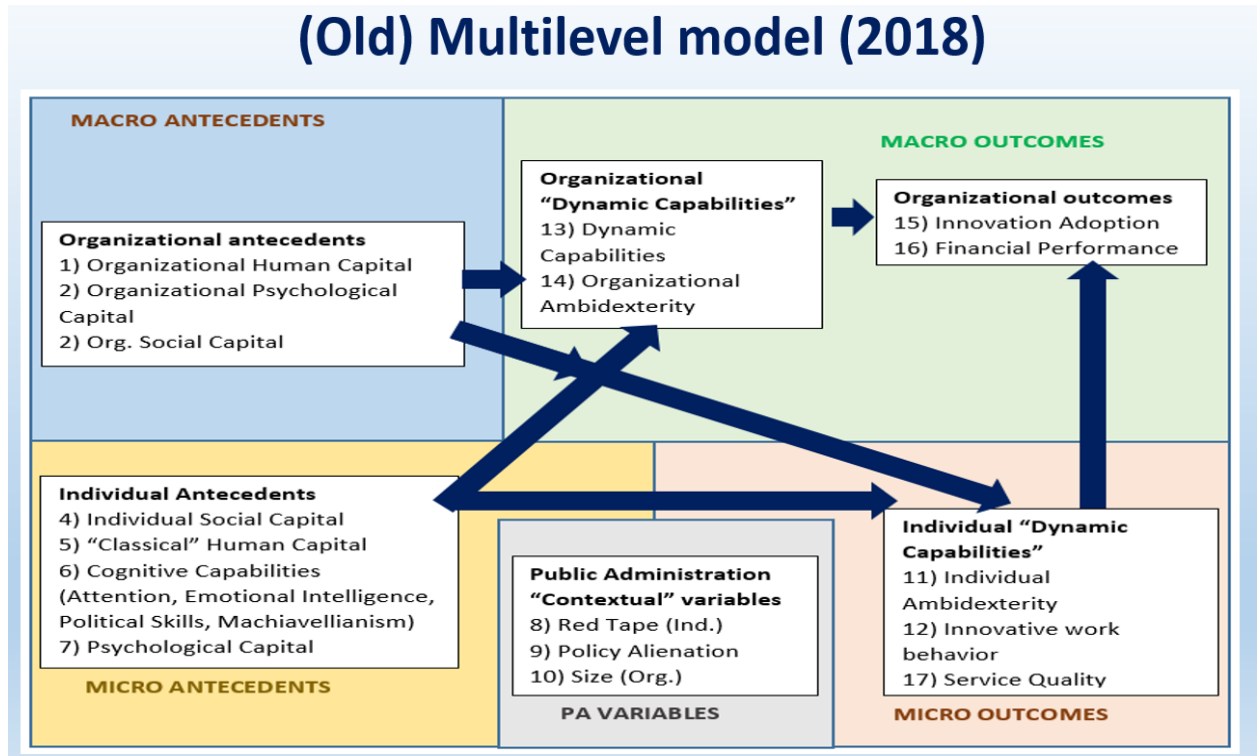 (Old) Multilevel model (2018)
MACRO ANTECEDENTS
Organizational antecedents
1) Organizational Human Capital
2) Organizational Psychological
Capital
2) Org. Social Capital
MACRO OUTCOMES
Organizational
“Dynamic Capabilities”
13) Dynamic
Capabilities
14) Organizational
Ambidexterity
Organizational outcomes
15) Innovation Adoption
16) Financial Performance
Individual Antecedents
4) Individual Social Capital
5) “Classical” Human Capital
6) Cognitive Capabilities
(Attention, Emotional Intelligence,
Political Skills, Machiavellianism)
7) Psychological Capital
MICRO ANTECEDENTS
Public Administration
“Contextual” variables
8) Red Tape (Ind.)
9) Policy Alienation
10) Size (Org.)
PA VARIABLES
Individual “Dynamic
Capabilities”
11) Individual
Ambidexterity
12) Innovative work
behavior
17) Service Quality
MICRO OUTCOMES